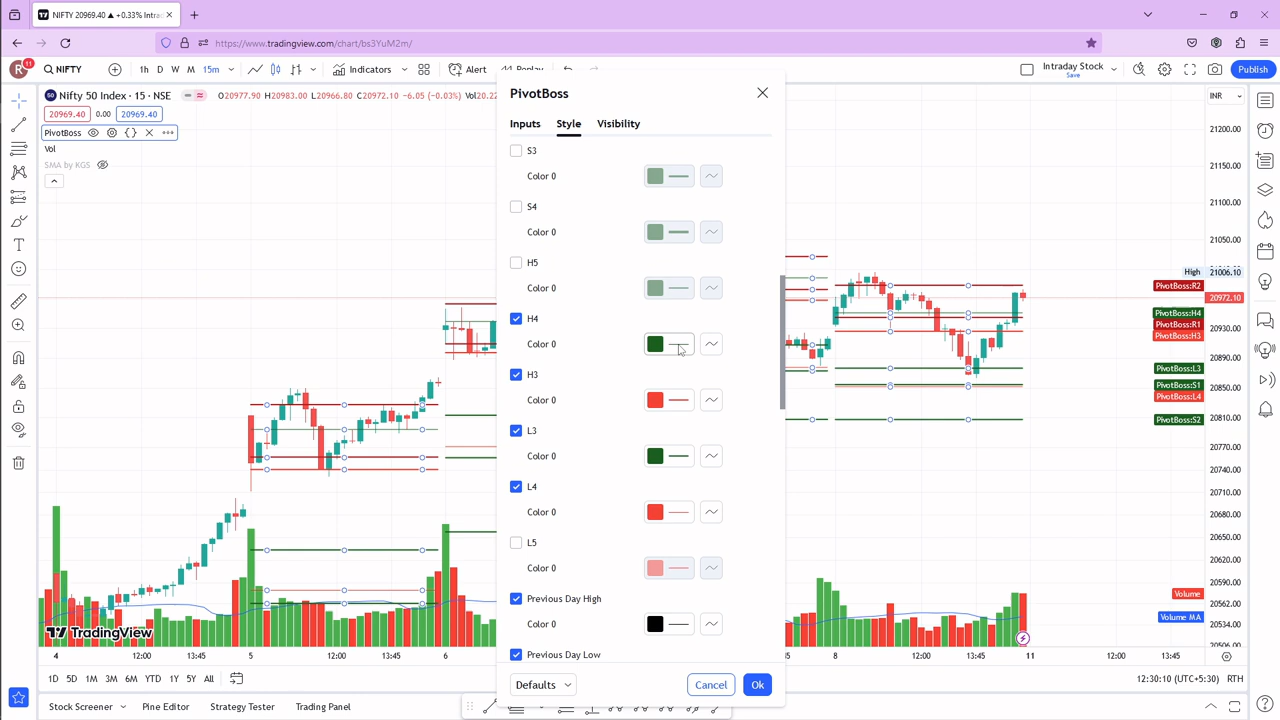 NIFTY 20969.40 ▲ +0.33% Intrad
https://www.tradingview.com/chart/bs3YuM2m/
R 11 NIFTY 1h D W M 15m Indicators Alert Replay Intraday Stock Save Publish
50 Nifty 50 Index · 15 · NSE O20977.90 H20983.00 L20966.80 C20972.10 -6.05 (-0.03%) Vol20.22
20969.40 0.00 20969.40
PivotBoss
Vol
SMA by KGS
PivotBoss
Inputs Style Visibility
S3
Color 0
S4
Color 0
H5
Color 0
H4
Color 0
H3
Color 0
L3
Color 0
L4
Color 0
L5
Color 0
Previous Day High
Color 0
Previous Day Low
Defaults Cancel Ok
INR
21200.00
21150.00
21100.00
21050.00
High 21006.10
PivotBoss:R2
20972.10
PivotBoss:H4
PivotBoss:R1
20930.00
PivotBoss:H3
20890.00
PivotBoss:L3
PivotBoss:S1
20850.00
PivotBoss:L4
PivotBoss:S2
20810.00
20770.00
20740.00
20710.00
20680.00
20650.00
20620.00
20590.00
Volume
20562.00
Volume MA
20534.00
20506.00
TradingView
4 12:00 13:45 5 12:00 13:45 6 8 12:00 13:45 11 12:00 13:45
1D 5D 1M 3M 6M YTD 1Y 5Y All 12:30:10 (UTC+5:30) RTH
Stock Screener Pine Editor Strategy Tester Trading Panel